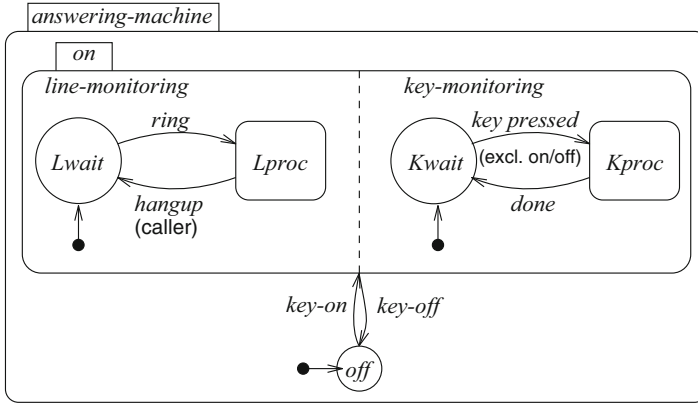 answering-machine
on
line-monitoring
key-monitoring
ring
key pressed
Lwait
Lproc
Kwait
(excl. on/off)
Kproc
hangup
(caller)
done
key-on
key-off
off